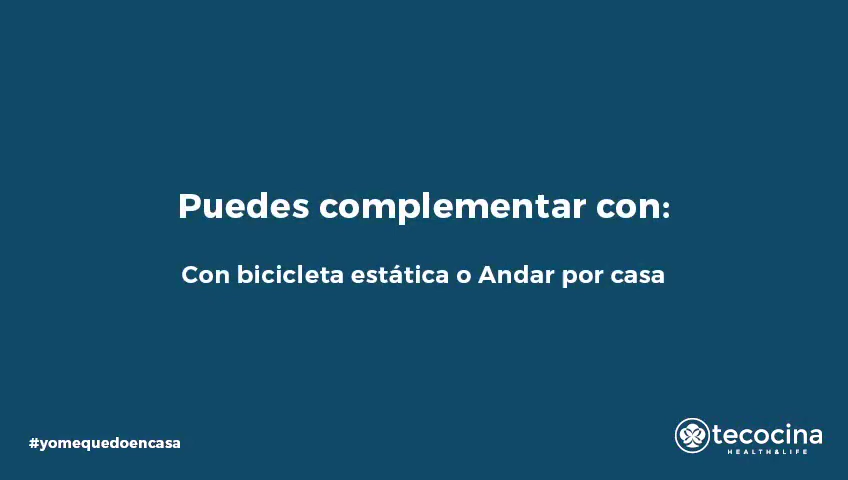 Puedes complementar con:
Con bicicleta estática o Andar por casa
#yomequedoencasa
tecocina
HEALTH&LIFE